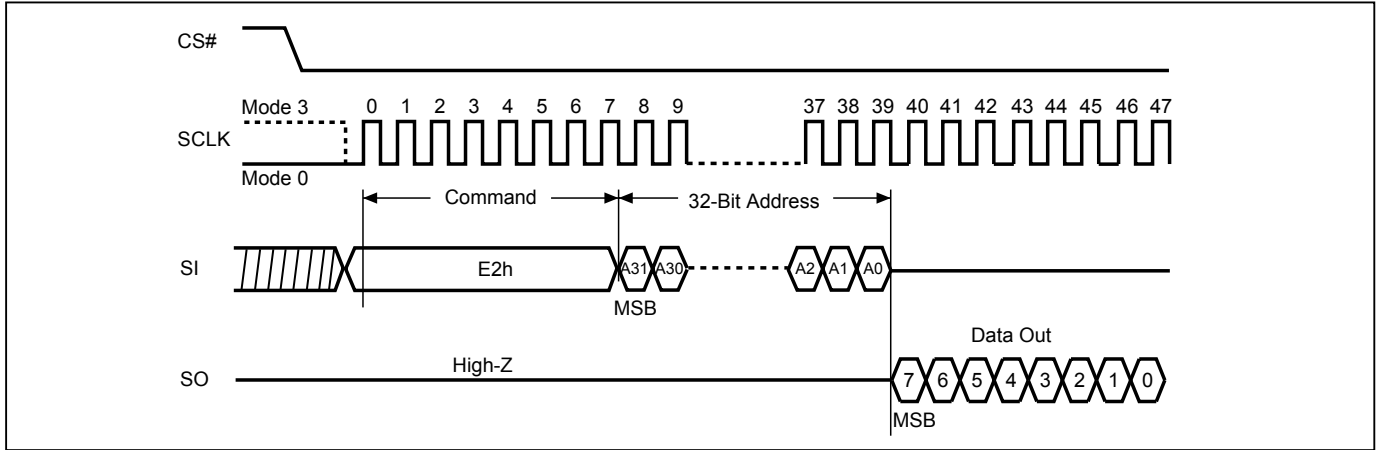 CS#
Mode 3
0 1 2 3 4 5 6 7 8 9 37 38 39 40 41 42 43 44 45 46 47
SCLK
Mode 0
Command
32-Bit Address
SI
E2h
A31 A30 A2 A1 A0
MSB
Data Out
High-Z
SO
7 6 5 4 3 2 1 0
MSB